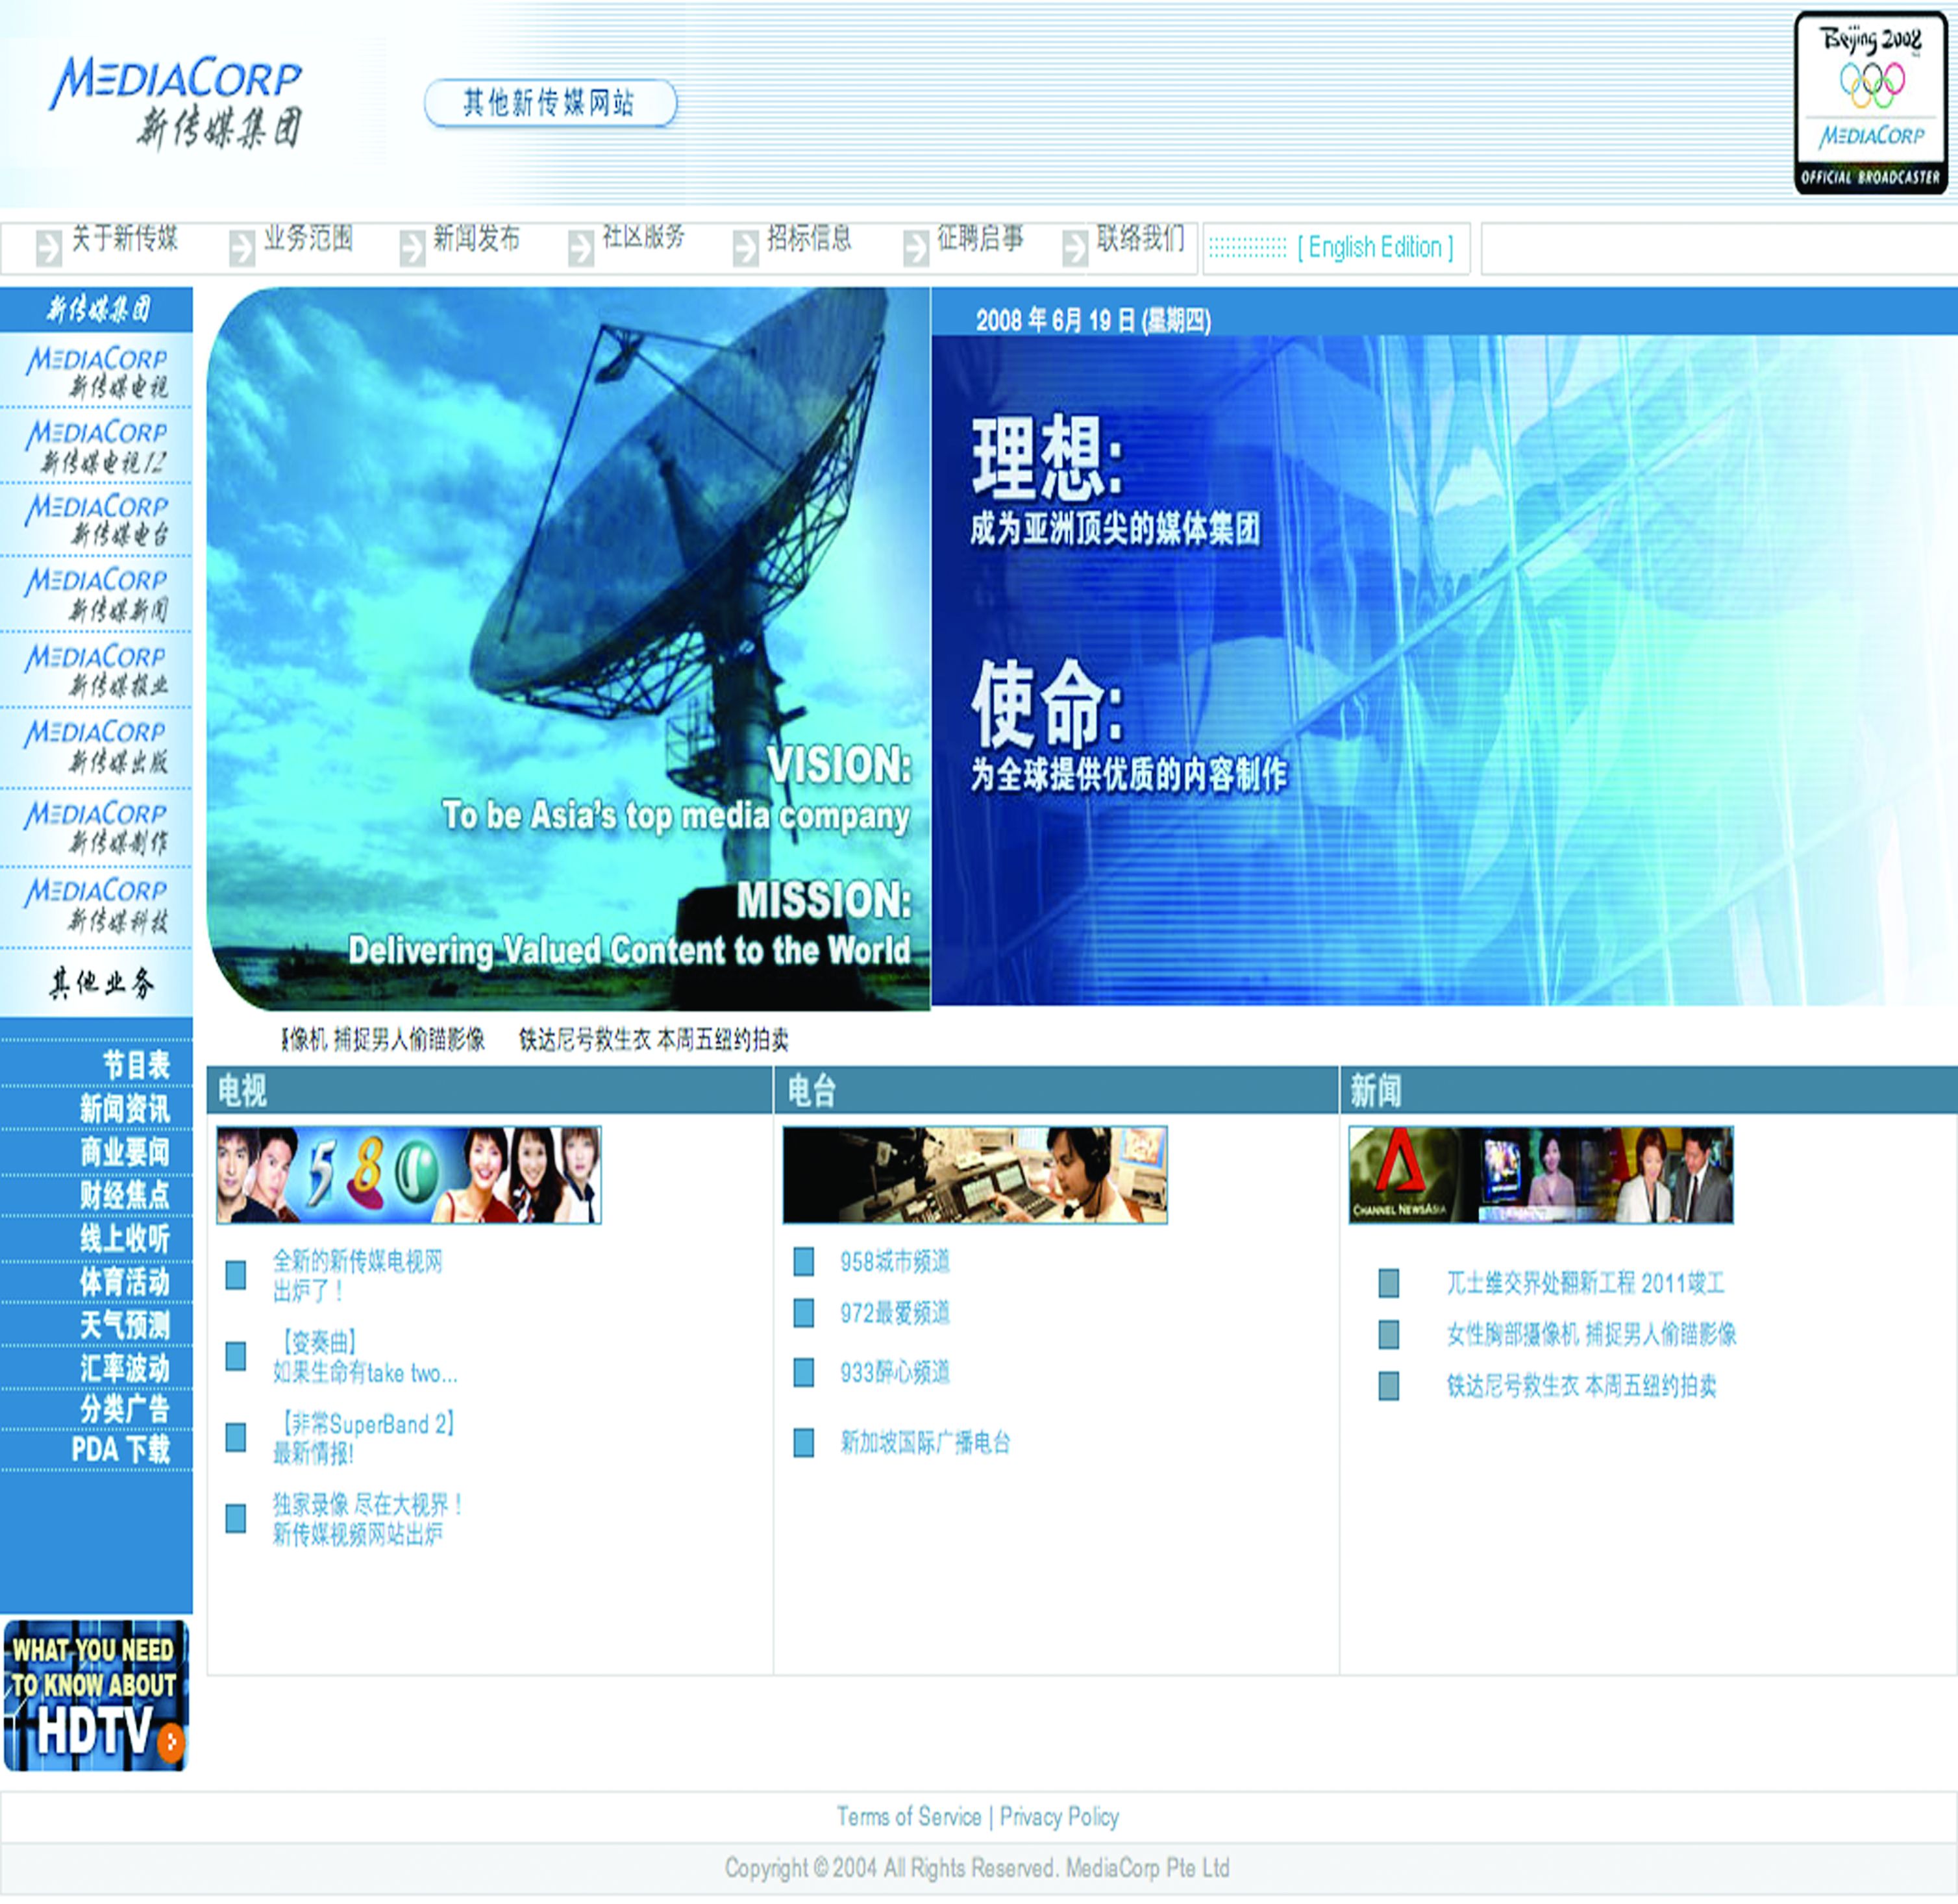 MEDIACORP
新传媒集团
其他新传媒网站
Beijing 2008
MEDIACORP
OFFICIAL BROADCASTER
关于新传媒
业务范围
新闻发布
社区服务
招标信息
征聘启事
联络我们
[ English Edition ]
新传媒集团
MEDIACORP
新传媒电视
MEDIACORP
新传媒电视12
MEDIACORP
新传媒电台
MEDIACORP
新传媒新闻
MEDIACORP
新传媒报业
MEDIACORP
新传媒出版
MEDIACORP
新传媒制作
MEDIACORP
新传媒科技
其他业务
节目表
新闻资讯
商业要闻
财经焦点
线上收听
体育活动
天气预测
汇率波动
分类广告
PDA 下载
WHAT YOU NEED
TO KNOW ABOUT
HDTV
VISION:
To be Asia's top media company
MISSION:
Delivering Valued Content to the World
2008 年 6月 19 日 (星期四)
理想:
成为亚洲顶尖的媒体集团
使命:
为全球提供优质的内容制作
像机 捕捉男人偷瞄影像 铁达尼号救生衣 本周五纽约拍卖
电视
580
全新的新传媒电视网
出炉了！
【变奏曲】
如果生命有take two...
【非常SuperBand 2】
最新情报!
独家录像 尽在大视界！
新传媒视频网站出炉
电台
958城市频道
972最爱频道
933醉心频道
新加坡国际广播电台
新闻
CHANNEL NEWSASIA
兀士维交界处翻新工程 2011竣工
女性胸部摄像机 捕捉男人偷瞄影像
铁达尼号救生衣 本周五纽约拍卖
Terms of Service | Privacy Policy
Copyright © 2004 All Rights Reserved. MediaCorp Pte Ltd